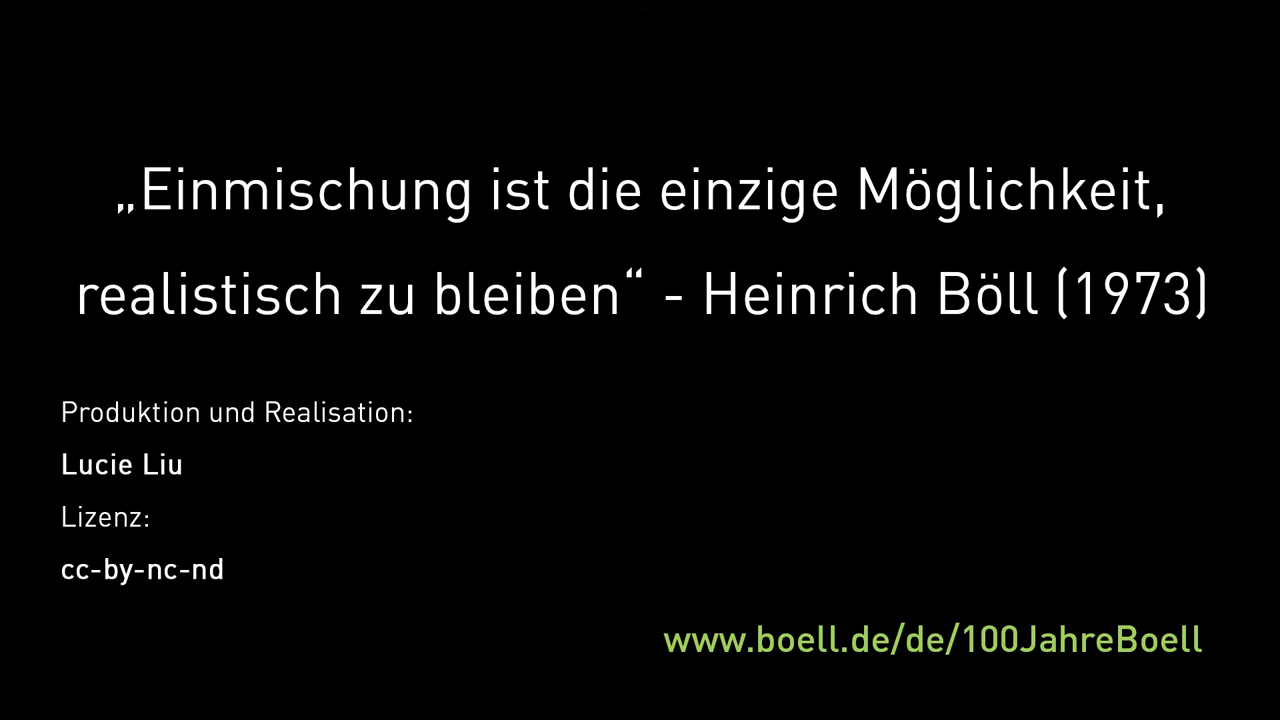 „Einmischung ist die einzige Möglichkeit,
realistisch zu bleiben“ - Heinrich Böll (1973)
Produktion und Realisation:
Lucie Liu
Lizenz:
cc-by-nc-nd
www.boell.de/de/100JahreBoell